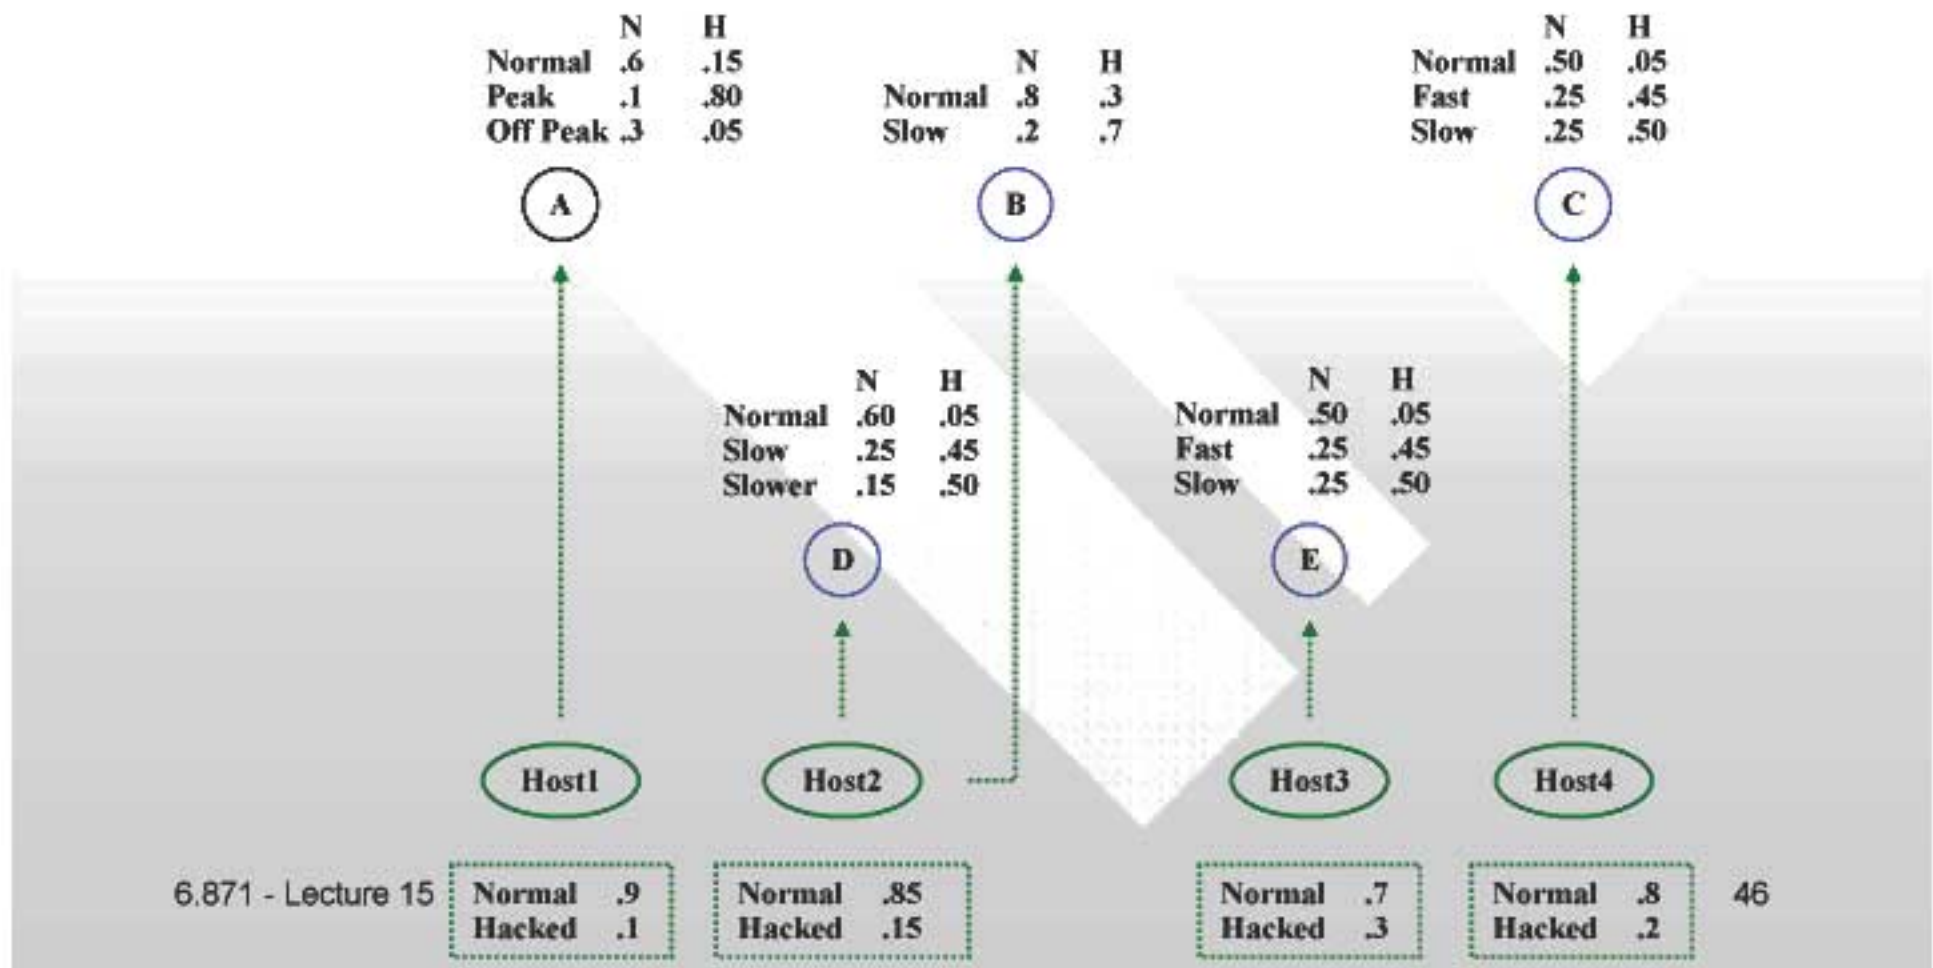 N H
Normal .6 .15
Peak .1 .80
Off Peak .3 .05
A
N H
Normal .8 .3
Slow .2 .7
B
N H
Normal .50 .05
Fast .25 .45
Slow .25 .50
C
N H
Normal .60 .05
Slow .25 .45
Slower .15 .50
D
N H
Normal .50 .05
Fast .25 .45
Slow .25 .50
E
Host1
Host2
Host3
Host4
6.871 - Lecture 15
Normal .9
Hacked .1
Normal .85
Hacked .15
Normal .7
Hacked .3
Normal .8
Hacked .2
46